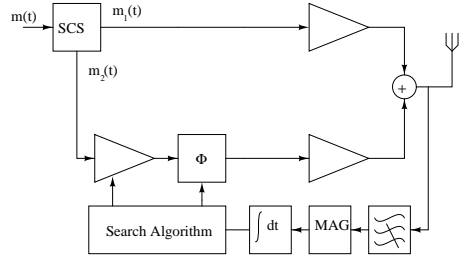 m(t)
SCS
m₁(t)
m₂(t)
+
Φ
Search Algorithm
∫ dt
MAG